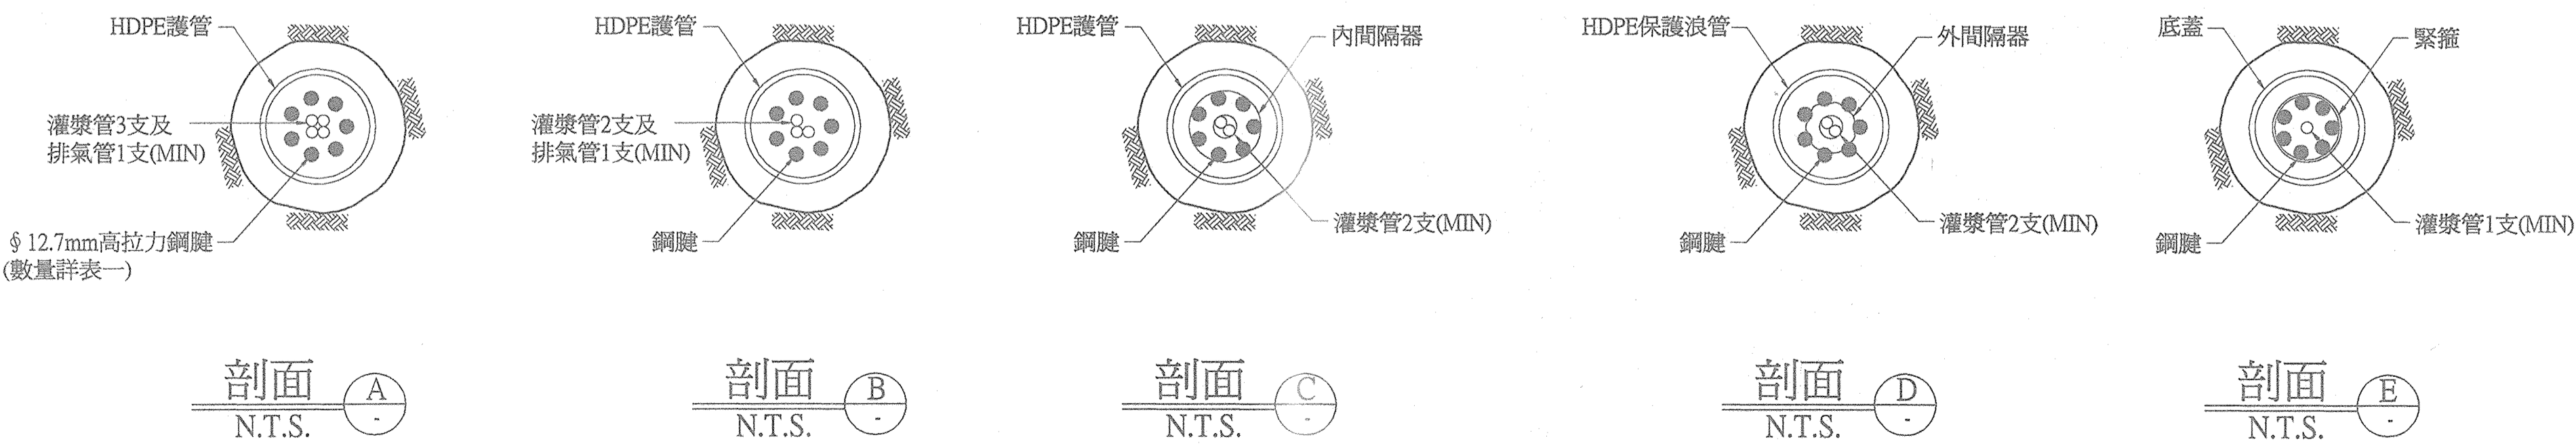 HDPE護管
灌漿管3支及
排氣管1支(MIN)
∮12.7mm高拉力鋼腱
(數量詳表一)
剖面 A
N.T.S. -
HDPE護管
灌漿管2支及
排氣管1支(MIN)
鋼腱
剖面 B
N.T.S. -
HDPE護管
內間隔器
灌漿管2支(MIN)
鋼腱
剖面 C
N.T.S. -
HDPE保護浪管
外間隔器
灌漿管2支(MIN)
鋼腱
剖面 D
N.T.S. -
底蓋
緊箍
灌漿管1支(MIN)
鋼腱
剖面 E
N.T.S. -